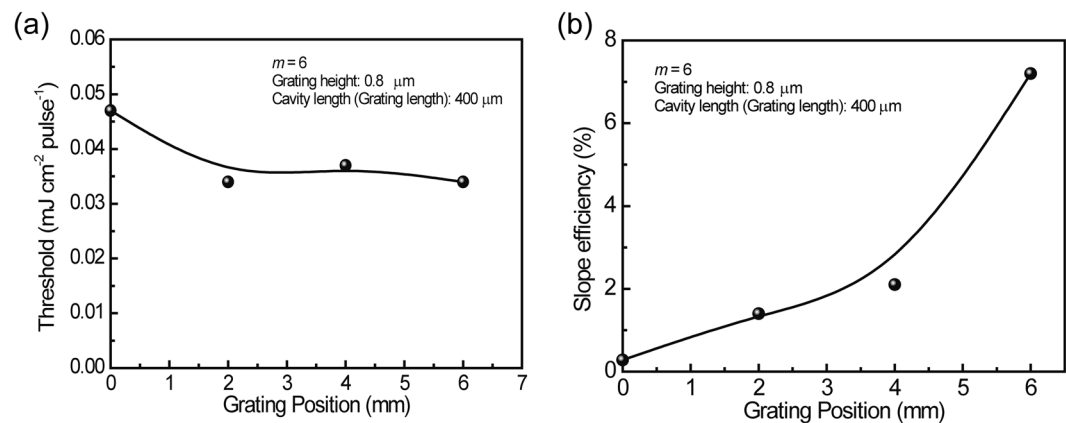 (a)
0.06
0.05
0.04
0.03
0.02
0.01
0.00
Threshold (mJ cm⁻² pulse⁻¹)
m = 6
Grating height: 0.8 μm
Cavity length (Grating length): 400 μm
0 1 2 3 4 5 6 7
Grating Position (mm)
(b)
8
6
4
2
0
Slope efficiency (%)
m = 6
Grating height: 0.8 μm
Cavity length (Grating length): 400 μm
0 1 2 3 4 5 6
Grating Position (mm)